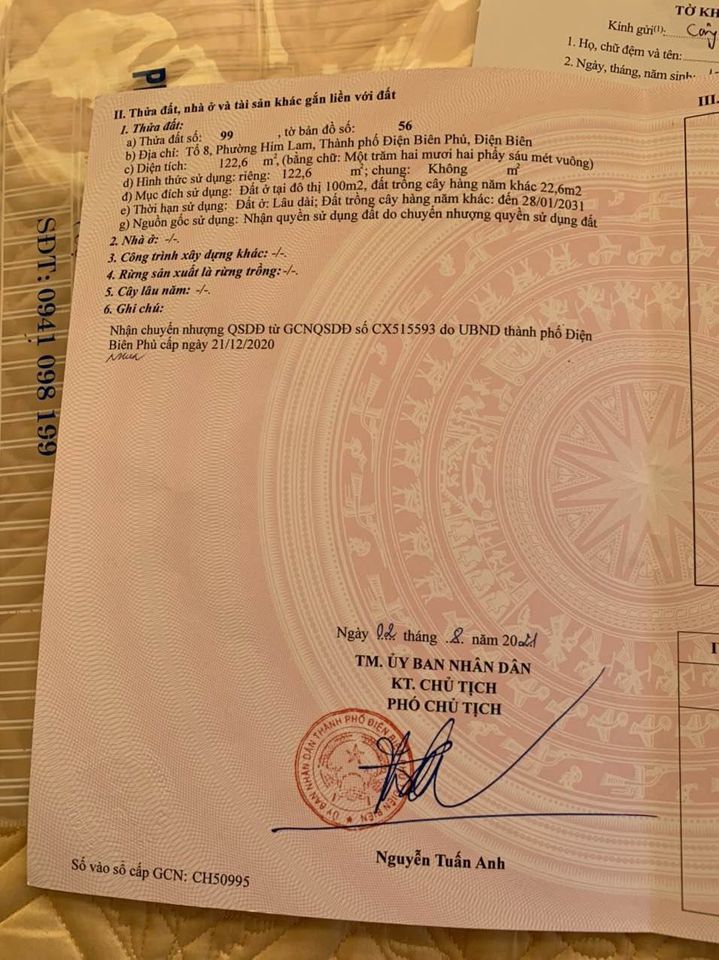 TỜ KH
Kính gửi(1):
1. Họ, chữ đệm và tên:
2. Ngày, tháng, năm sinh:
SĐT: 0941 098 199
II. Thửa đất, nhà ở và tài sản khác gắn liền với đất
1. Thửa đất:
a) Thửa đất số: 99 , tờ bản đồ số: 56
b) Địa chỉ: Tổ 8, Phường Him Lam, Thành phố Điện Biên Phủ, Điện Biên
c) Diện tích: 122,6 m², (bằng chữ: Một trăm hai mươi hai phẩy sáu mét vuông)
d) Hình thức sử dụng: riêng: 122,6 m²; chung: Không m²
đ) Mục đích sử dụng: Đất ở tại đô thị 100m2, đất trồng cây hàng năm khác 22,6m2
e) Thời hạn sử dụng: Đất ở: Lâu dài; Đất trồng cây hàng năm khác: đến 28/01/2031
g) Nguồn gốc sử dụng: Nhận quyền sử dụng đất do chuyển nhượng quyền sử dụng đất
2. Nhà ở: -/-.
3. Công trình xây dựng khác: -/-.
4. Rừng sản xuất là rừng trồng: -/-.
5. Cây lâu năm: -/-.
6. Ghi chú:
Nhận chuyển nhượng QSDĐ từ GCNQSDĐ số CX515593 do UBND thành phố Điện
Biên Phủ cấp ngày 21/12/2020
Ngày 02 tháng 8 năm 2021
TM. ỦY BAN NHÂN DÂN
KT. CHỦ TỊCH
PHÓ CHỦ TỊCH
Nguyễn Tuấn Anh
Số vào sổ cấp GCN: CH50995
III.